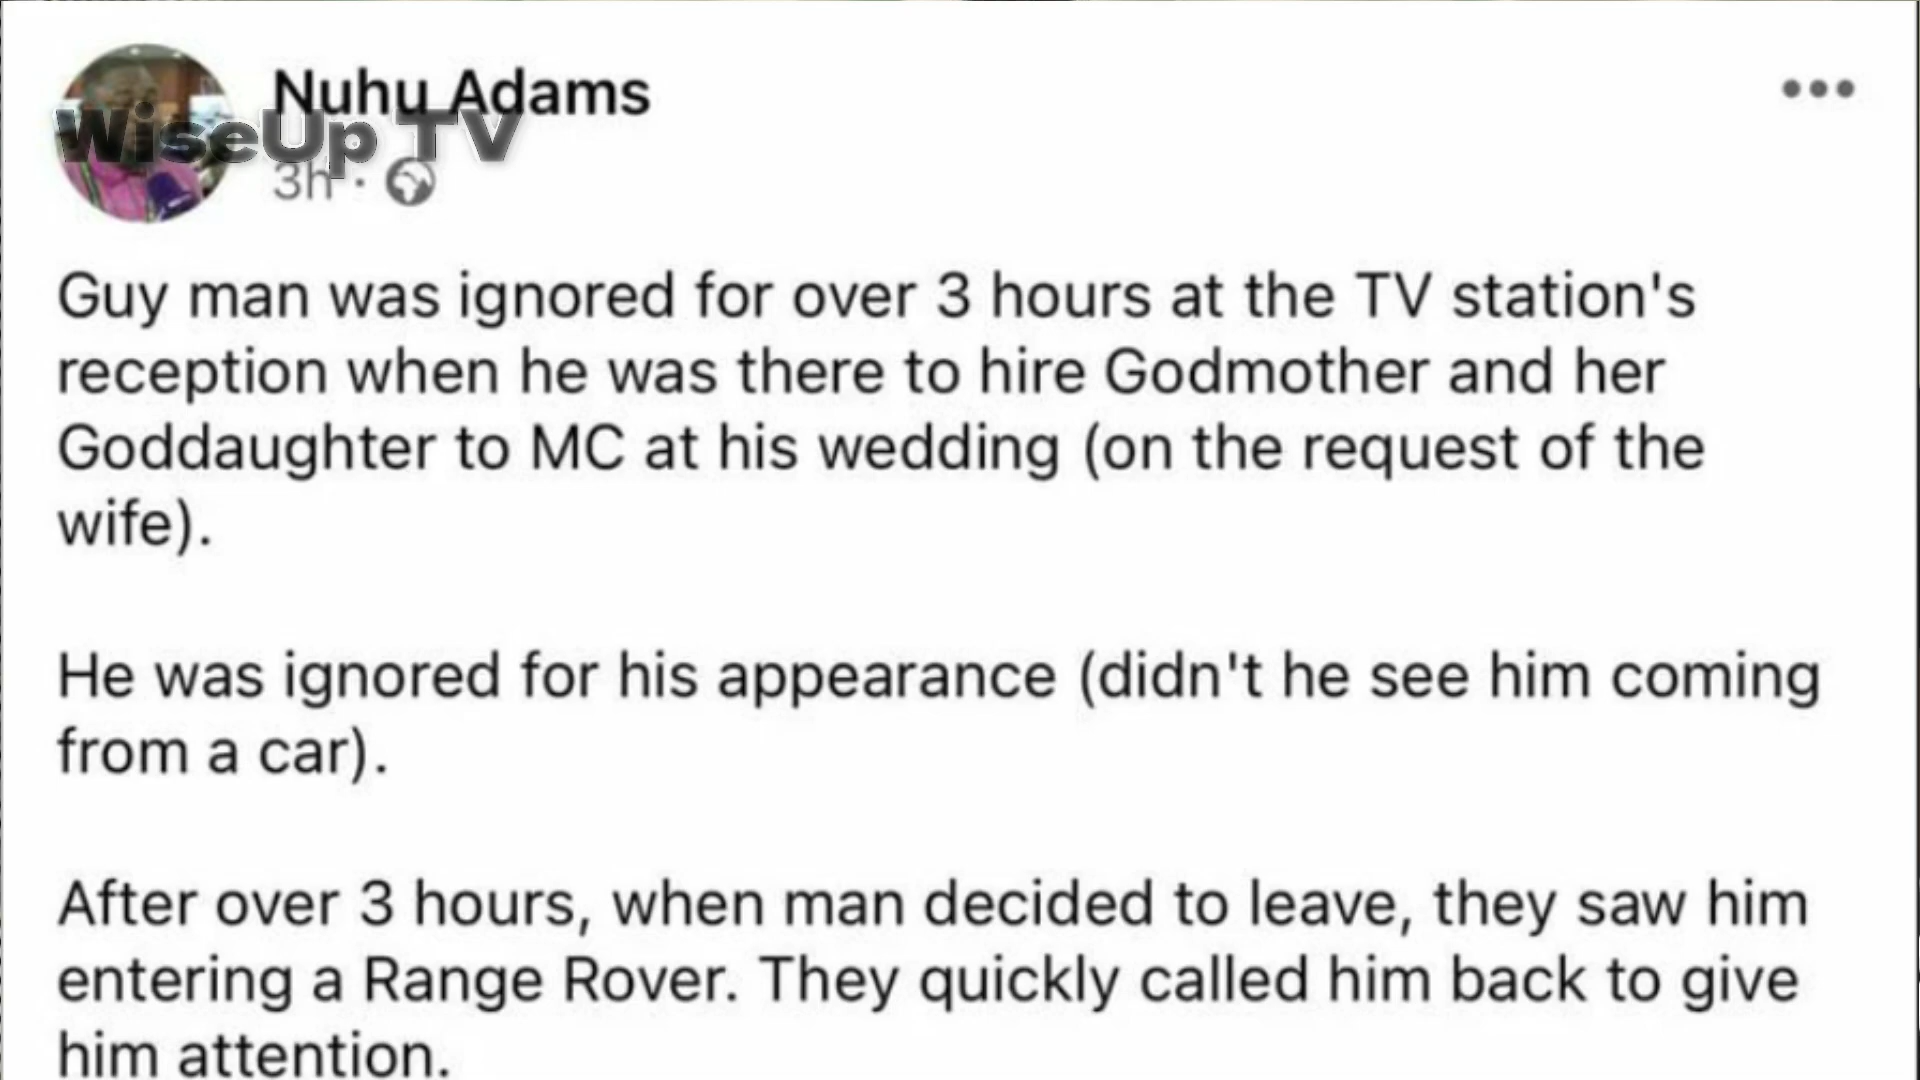 Nuhu Adams
WiseUp TV
3h ·
Guy man was ignored for over 3 hours at the TV station's
reception when he was there to hire Godmother and her
Goddaughter to MC at his wedding (on the request of the
wife).
He was ignored for his appearance (didn't he see him coming
from a car).
After over 3 hours, when man decided to leave, they saw him
entering a Range Rover. They quickly called him back to give
him attention.